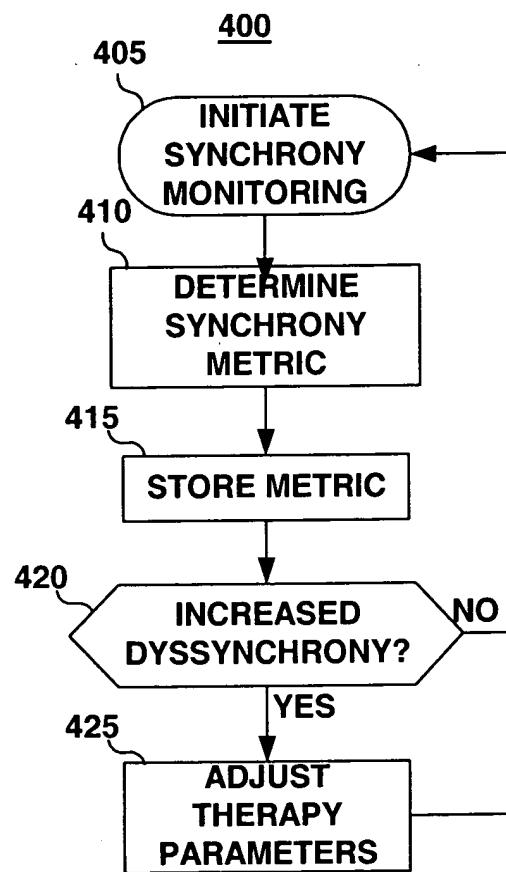 400
405
INITIATE
SYNCHRONY
MONITORING
410
DETERMINE
SYNCHRONY
METRIC
415
STORE METRIC
420
INCREASED
DYSSYNCHRONY?
NO
YES
425
ADJUST
THERAPY
PARAMETERS